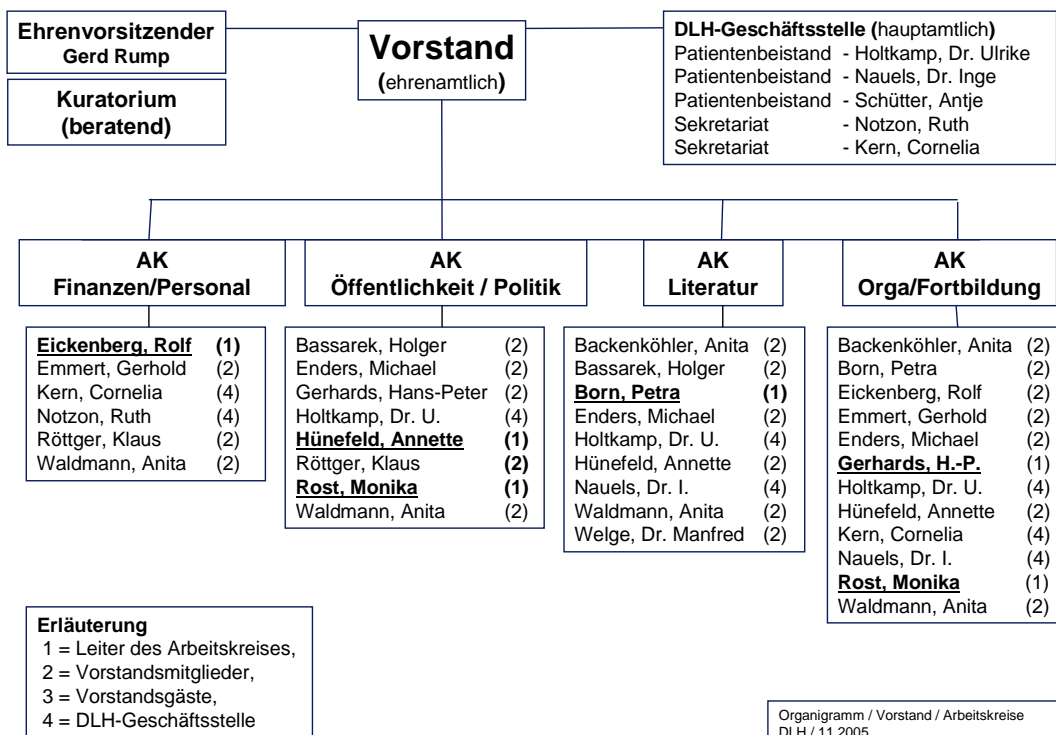 Ehrenvorsitzender
Gerd Rump
Kuratorium
(beratend)
Vorstand
(ehrenamtlich)
DLH-Geschäftsstelle (hauptamtlich)
Patientenbeistand - Holtkamp, Dr. Ulrike
Patientenbeistand - Nauels, Dr. Inge
Patientenbeistand - Schütter, Antje
Sekretariat - Notzon, Ruth
Sekretariat - Kern, Cornelia
AK
Finanzen/Personal
Eickenberg, Rolf (1)
Emmert, Gerhold (2)
Kern, Cornelia (4)
Notzon, Ruth (4)
Röttger, Klaus (2)
Waldmann, Anita (2)
AK
Öffentlichkeit / Politik
Bassarek, Holger (2)
Enders, Michael (2)
Gerhards, Hans-Peter (2)
Holtkamp, Dr. U. (4)
Hünefeld, Annette (1)
Röttger, Klaus (2)
Rost, Monika (1)
Waldmann, Anita (2)
AK
Literatur
Backenköhler, Anita (2)
Bassarek, Holger (2)
Born, Petra (1)
Enders, Michael (2)
Holtkamp, Dr. U. (4)
Hünefeld, Annette (2)
Nauels, Dr. I. (4)
Waldmann, Anita (2)
Welge, Dr. Manfred (2)
AK
Orga/Fortbildung
Backenköhler, Anita (2)
Born, Petra (2)
Eickenberg, Rolf (2)
Emmert, Gerhold (2)
Enders, Michael (2)
Gerhards, H.-P. (1)
Holtkamp, Dr. U. (4)
Hünefeld, Annette (2)
Kern, Cornelia (4)
Nauels, Dr. I. (4)
Rost, Monika (1)
Waldmann, Anita (2)
Erläuterung
1 = Leiter des Arbeitskreises,
2 = Vorstandsmitglieder,
3 = Vorstandsgäste,
4 = DLH-Geschäftsstelle
Organigramm / Vorstand / Arbeitskreise
DLH / 11.2005